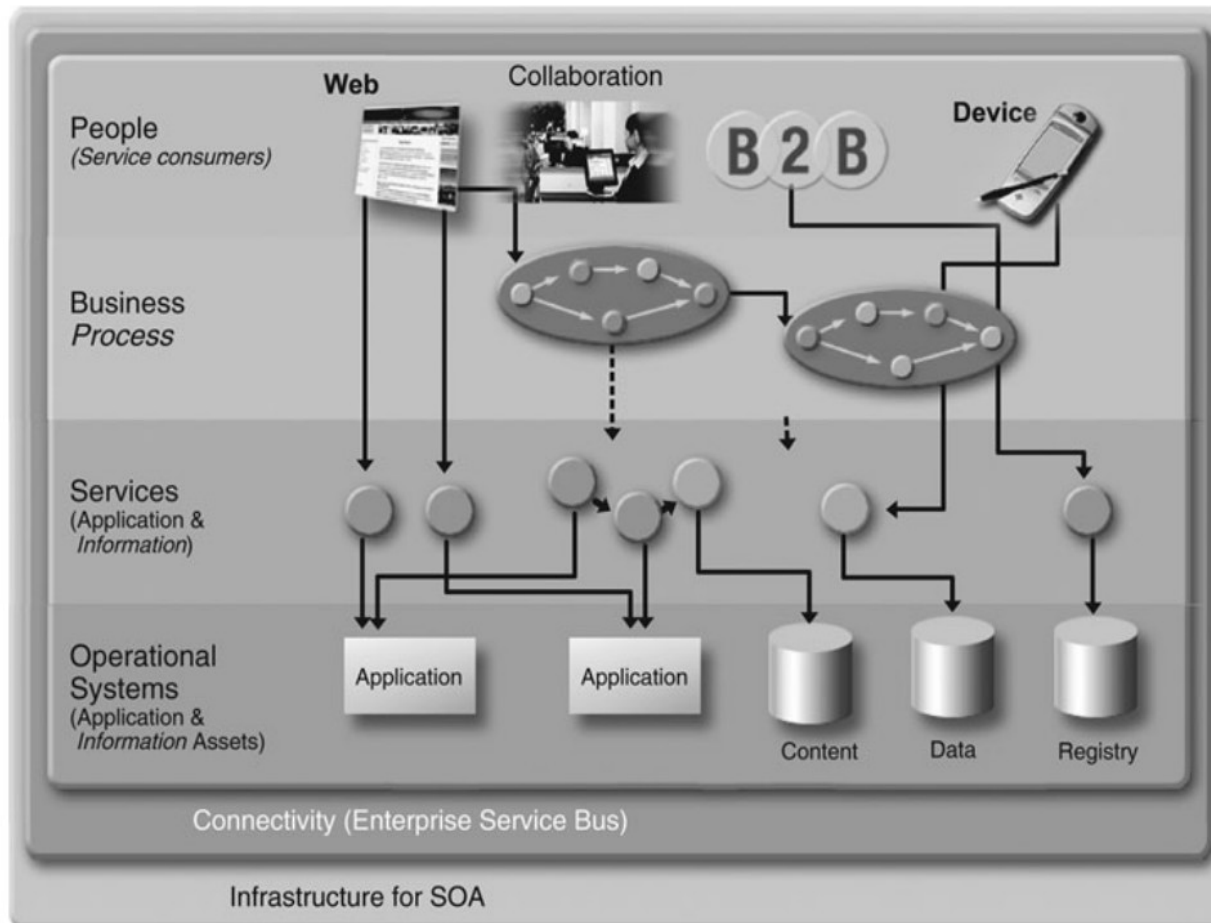 Web
Collaboration
People
(Service consumers)
B2B
Device
Business
Process
Services
(Application &
Information)
Operational
Systems
(Application &
Information Assets)
Application
Application
Content
Data
Registry
Connectivity (Enterprise Service Bus)
Infrastructure for SOA